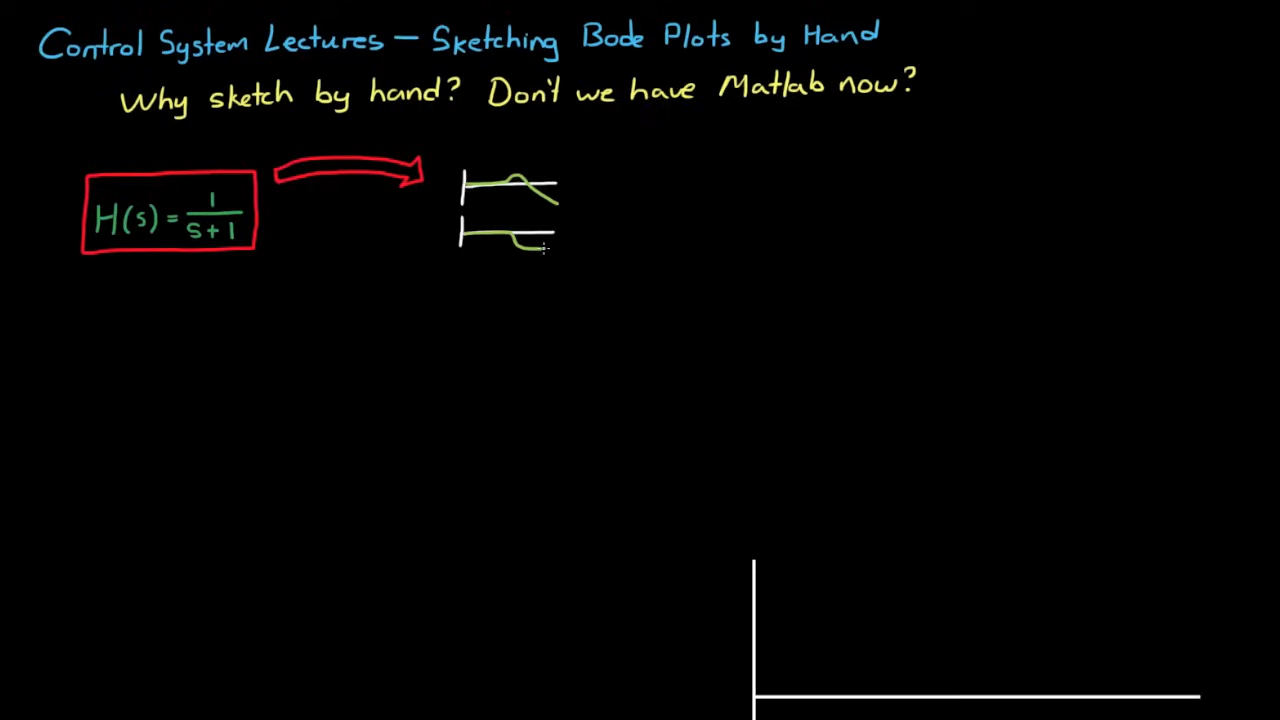 Control System Lectures — Sketching Bode Plots by Hand
Why sketch by hand? Don't we have Matlab now?
H(s) = 1/(s+1)